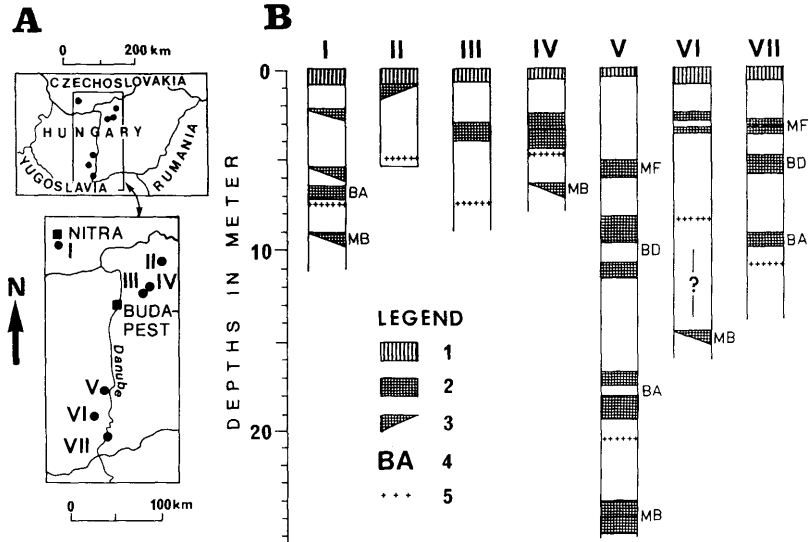 A
0 200 km
CZECHOSLOVAKIA
HUNGARY
YUGOSLAVIA
RUMANIA
N
NITRA
I
II
III IV
BUDA
PEST
Danube
V
VI
VII
0 100 km
B
I II III IV V VI VII
DEPTHS IN METER
0
10
20
BA
MB
MB
MF
BD
BA
MB
?
MB
MF
BD
BA
LEGEND
1
2
3
BA 4
+++ 5